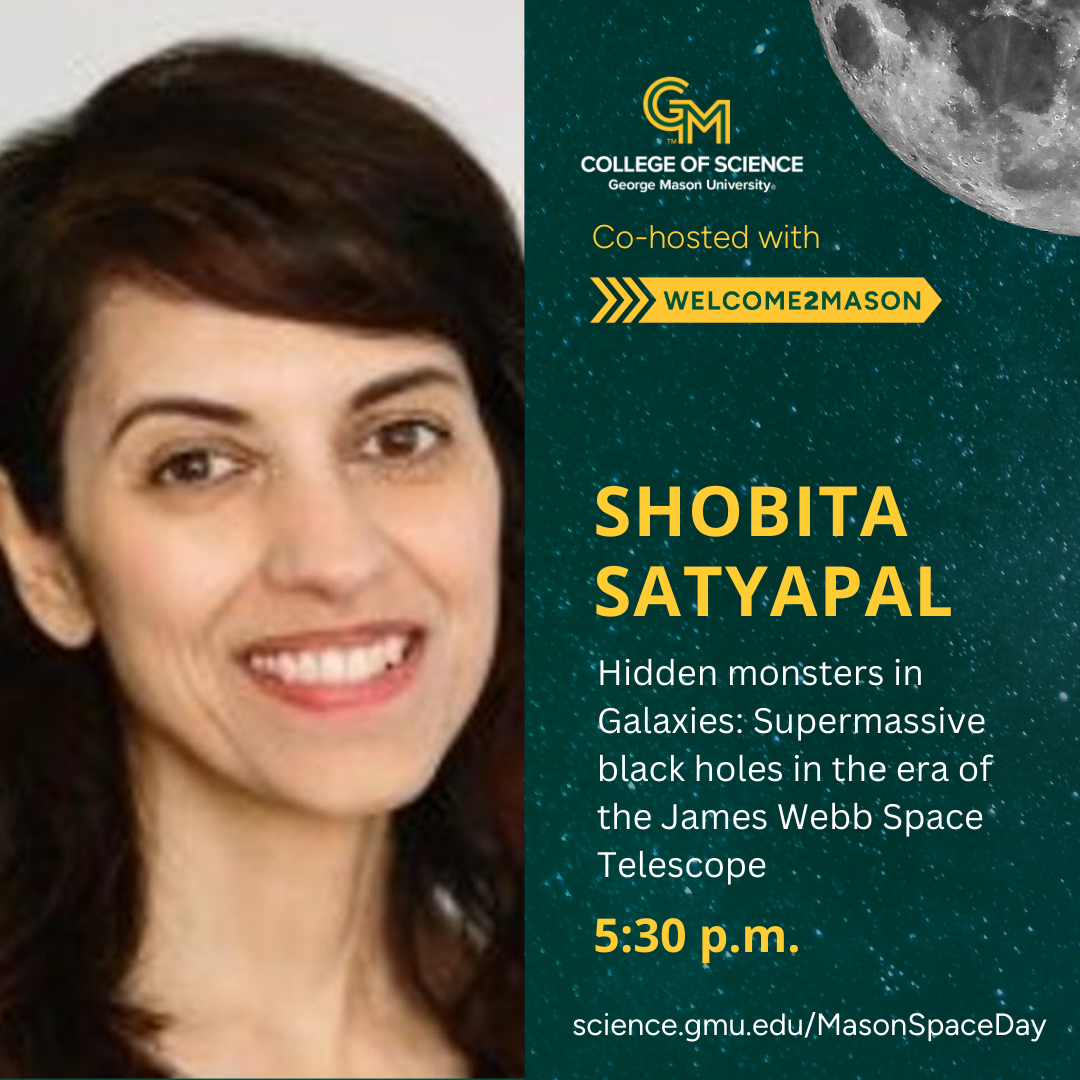 GM
TM
COLLEGE OF SCIENCE
George Mason University®
Co-hosted with
WELCOME2MASON
SHOBITA
SATYAPAL
Hidden monsters in
Galaxies: Supermassive
black holes in the era of
the James Webb Space
Telescope
5:30 p.m.
science.gmu.edu/MasonSpaceDay